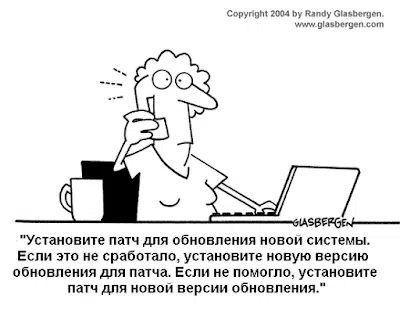 Copyright 2004 by Randy Glasbergen.
www.glasbergen.com
GLASBERGEN
"Установите патч для обновления новой системы.
Если это не сработало, установите новую версию
обновления для патча. Если не помогло, установите
патч для новой версии обновления."